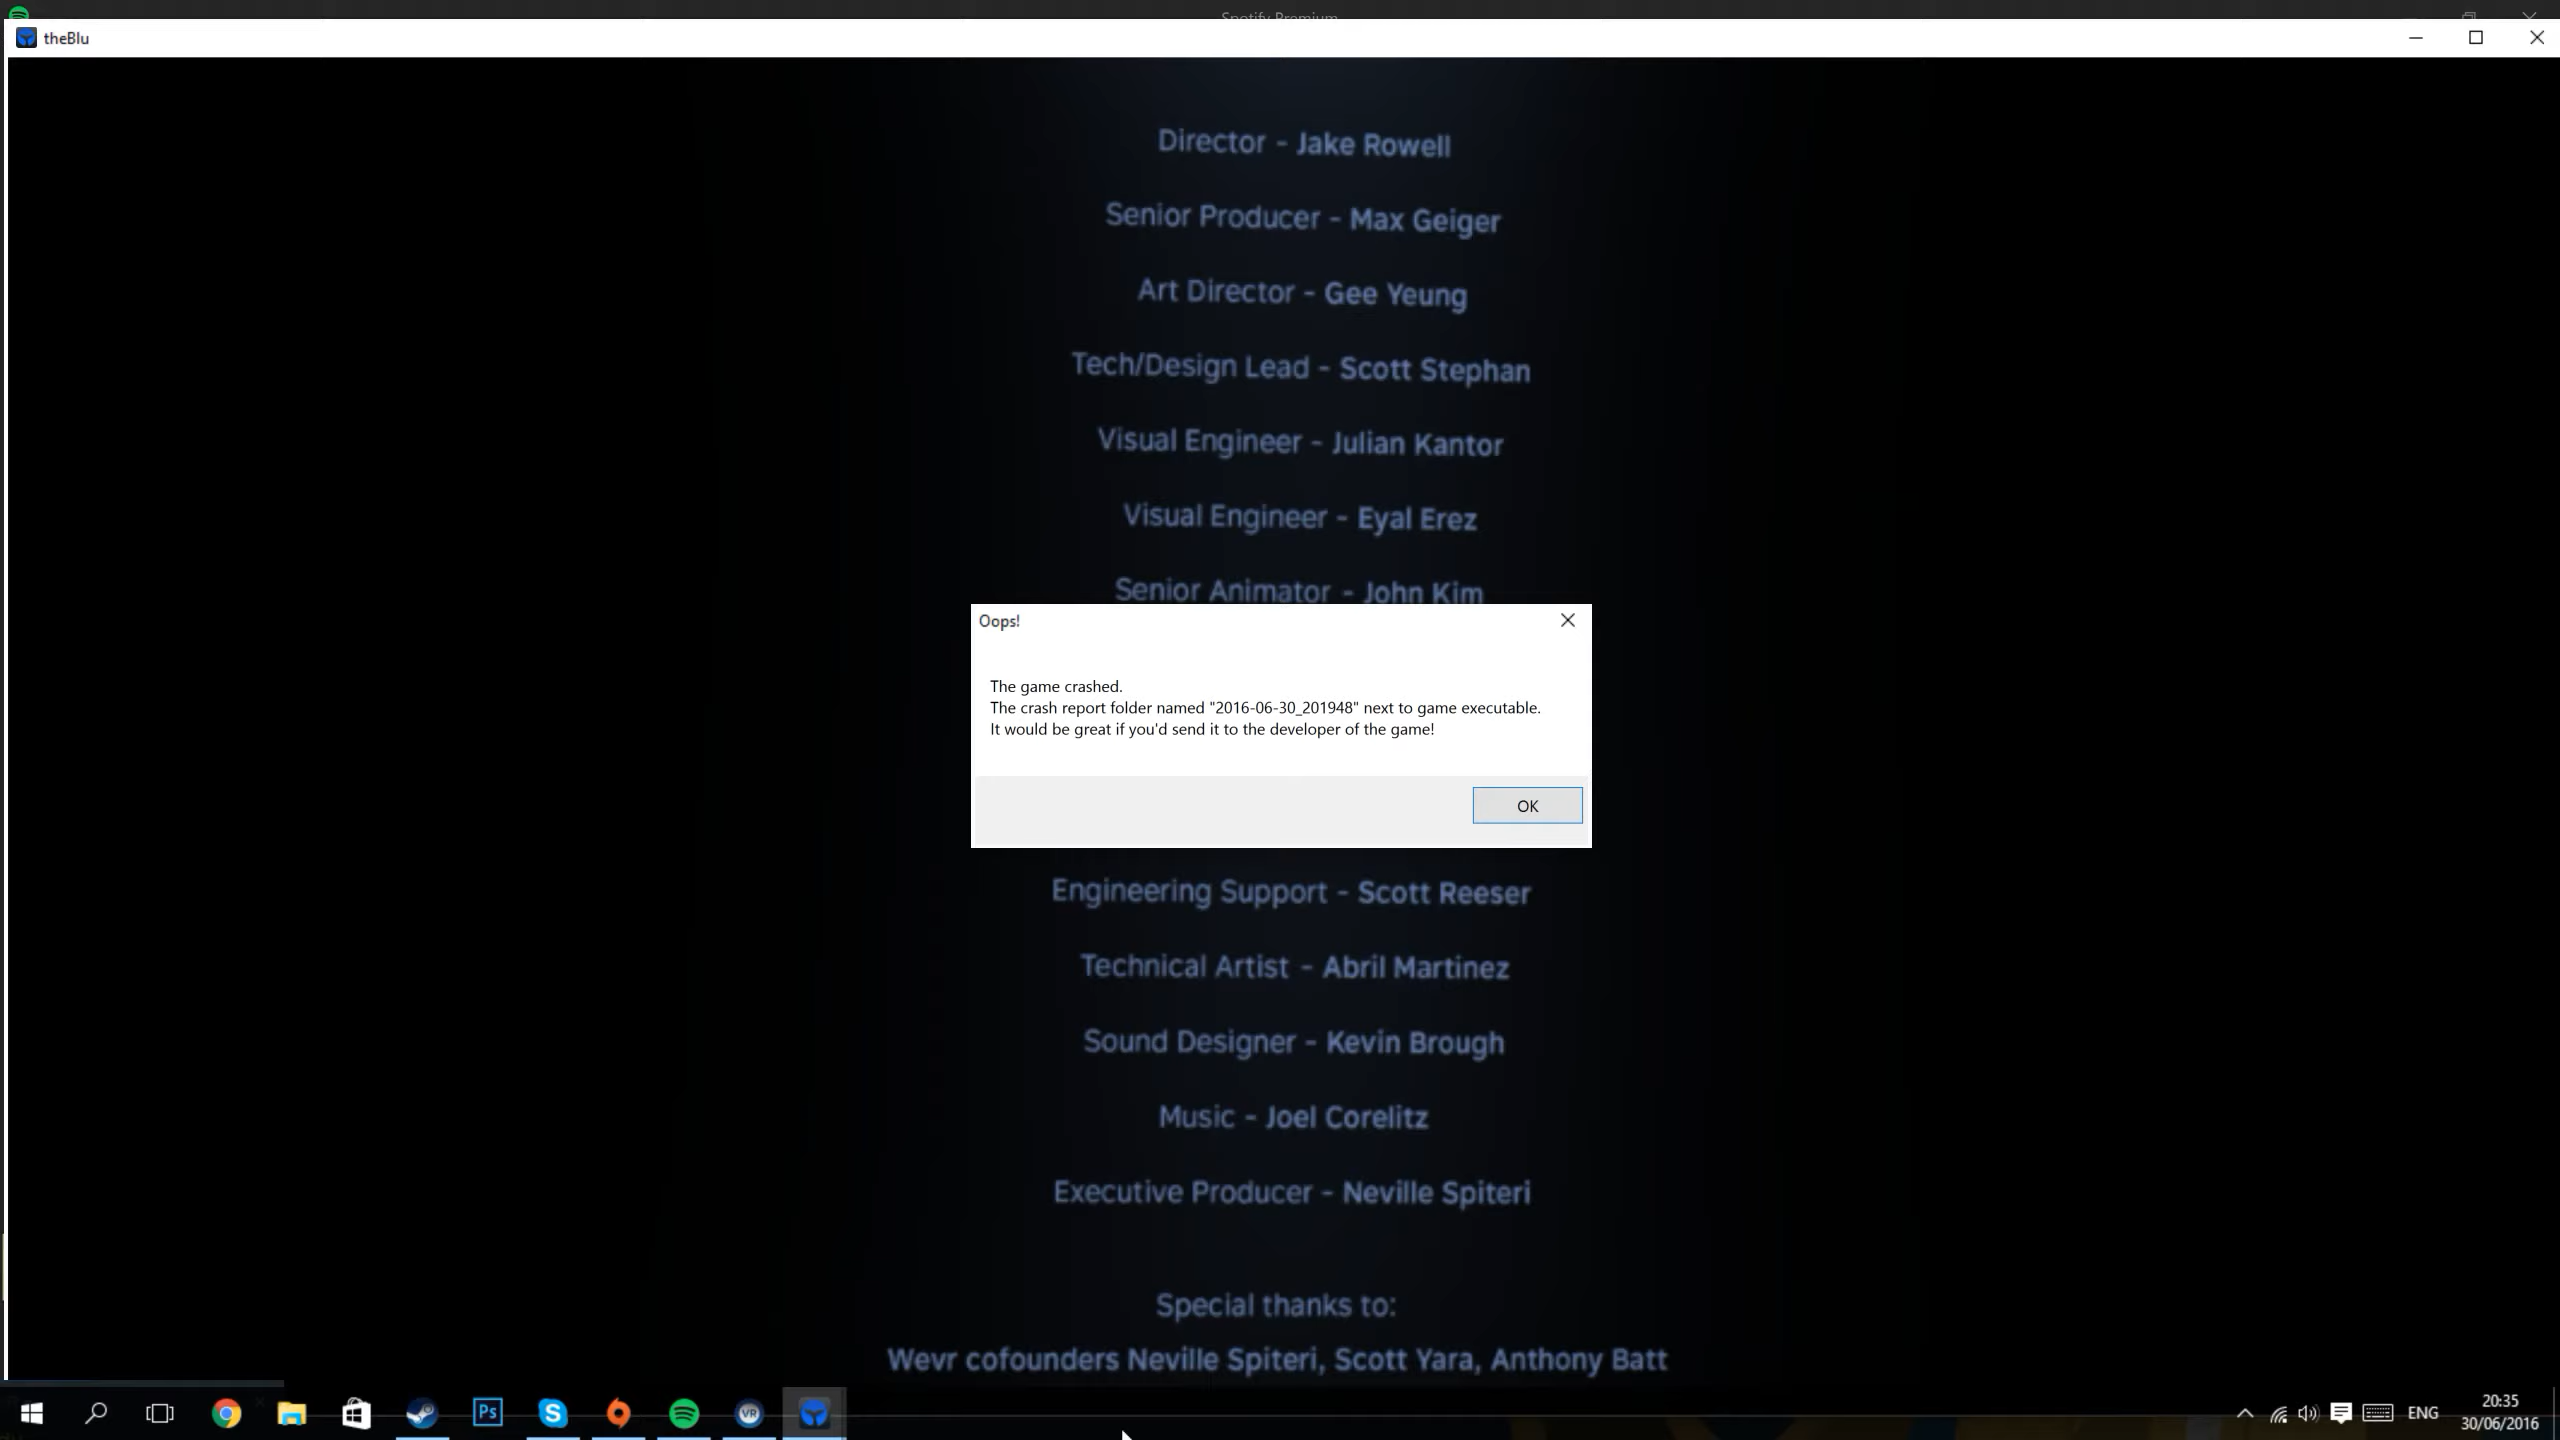 Spotify Premium
theBlu
Director - Jake Rowell
Senior Producer - Max Geiger
Art Director - Gee Yeung
Tech/Design Lead - Scott Stephan
Visual Engineer - Julian Kantor
Visual Engineer - Eyal Erez
Senior Animator - John Kim
Oops!
The game crashed.
The crash report folder named "2016-06-30_201948" next to game executable.
It would be great if you'd send it to the developer of the game!
OK
Engineering Support - Scott Reeser
Technical Artist - Abril Martinez
Sound Designer - Kevin Brough
Music - Joel Corelitz
Executive Producer - Neville Spiteri
Special thanks to:
Wevr cofounders Neville Spiteri, Scott Yara, Anthony Batt
Ps
VR
ENG
20:35
30/06/2016